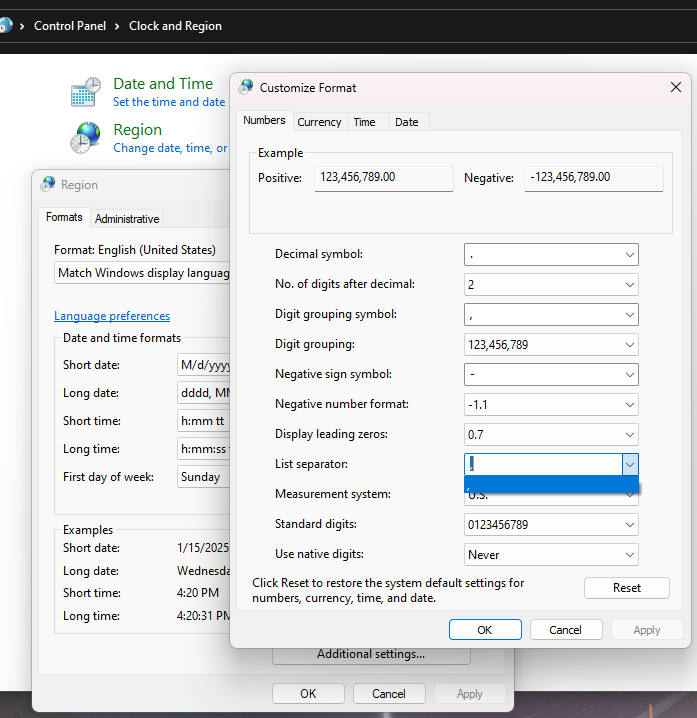 Control Panel > Clock and Region
Date and Time
Set the time and date
Region
Change date, time, or
Region
Formats
Administrative
Format: English (United States)
Match Windows display languag
Language preferences
Date and time formats
Short date:
M/d/yyyy
Long date:
dddd, MM
Short time:
h:mm tt
Long time:
h:mm:ss
First day of week:
Sunday
Examples
Short date:
1/15/2025
Long date:
Wednesda
Short time:
4:20 PM
Long time:
4:20:31 PM
Additional settings...
OK
Cancel
Apply
Customize Format
Numbers
Currency
Time
Date
Example
Positive:
123,456,789.00
Negative:
-123,456,789.00
Decimal symbol:
.
No. of digits after decimal:
2
Digit grouping symbol:
,
Digit grouping:
123,456,789
Negative sign symbol:
-
Negative number format:
-1.1
Display leading zeros:
0.7
List separator:
,
,
Measurement system:
U.S.
Standard digits:
0123456789
Use native digits:
Never
Click Reset to restore the system default settings for
numbers, currency, time, and date.
Reset
OK
Cancel
Apply